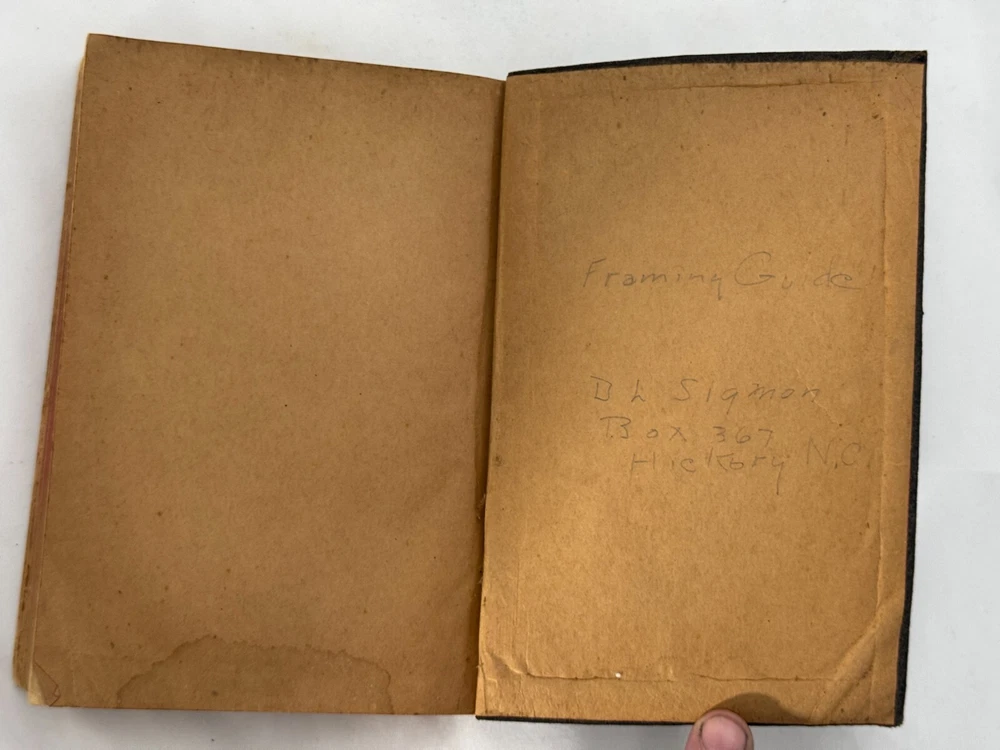 Framing Guide
B L Sigmon
Box 367
Hickory N.C.